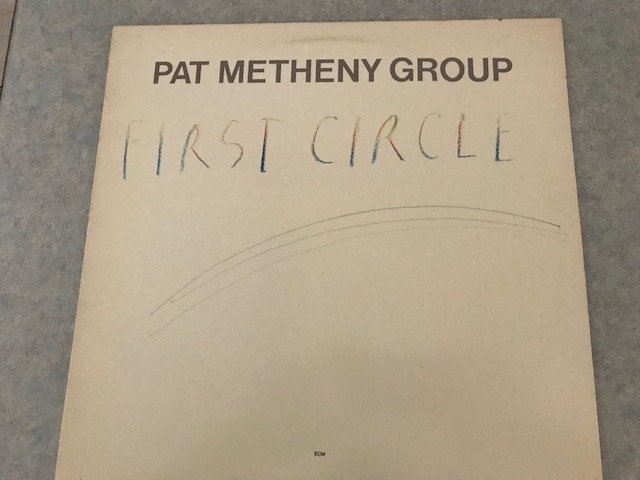 PAT METHENY GROUP
FIRST CIRCLE
ECM